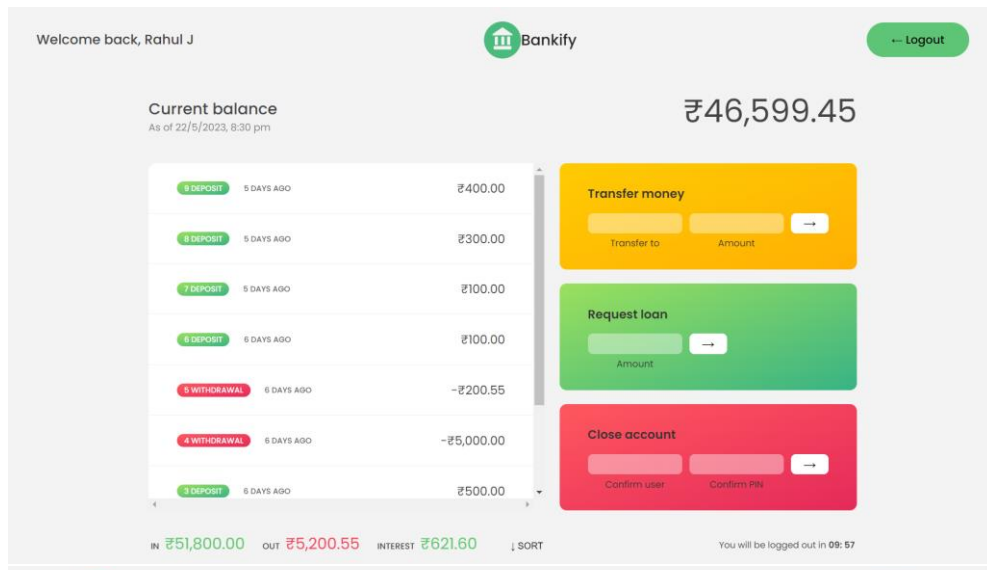 Welcome back, Rahul J
Bankify
← Logout
Current balance
As of 22/5/2023, 8:30 pm
₹46,599.45
9 DEPOSIT 5 DAYS AGO ₹400.00
8 DEPOSIT 5 DAYS AGO ₹300.00
7 DEPOSIT 5 DAYS AGO ₹100.00
6 DEPOSIT 6 DAYS AGO ₹100.00
5 WITHDRAWAL 6 DAYS AGO -₹200.55
4 WITHDRAWAL 6 DAYS AGO -₹5,000.00
3 DEPOSIT 6 DAYS AGO ₹500.00
Transfer money
→
Transfer to Amount
Request loan
→
Amount
Close account
→
Confirm user Confirm PIN
IN ₹51,800.00 OUT ₹5,200.55 INTEREST ₹621.60 ↓ SORT
You will be logged out in 09: 57